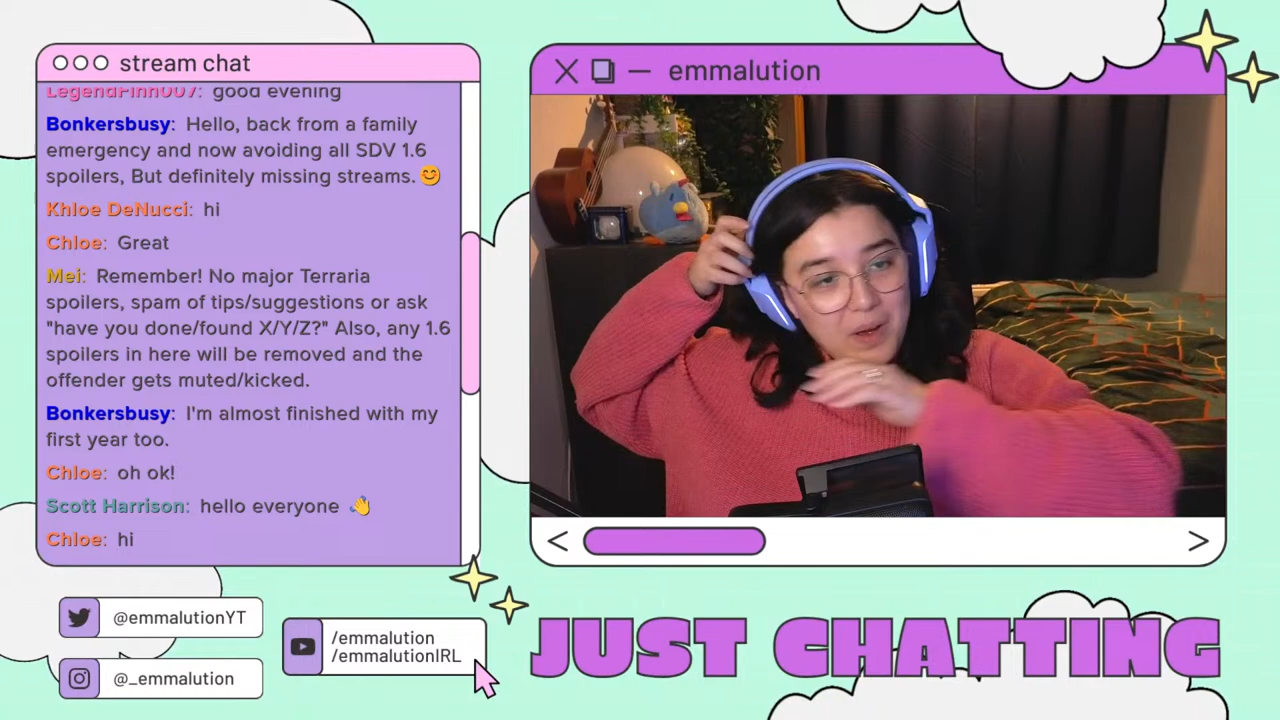 stream chat
LegendFinn007: good evening
Bonkersbusy: Hello, back from a family
emergency and now avoiding all SDV 1.6
spoilers, But definitely missing streams. 😊
Khloe DeNucci: hi
Chloe: Great
Mei: Remember! No major Terraria
spoilers, spam of tips/suggestions or ask
"have you done/found X/Y/Z?" Also, any 1.6
spoilers in here will be removed and the
offender gets muted/kicked.
Bonkersbusy: I'm almost finished with my
first year too.
Chloe: oh ok!
Scott Harrison: hello everyone 👋
Chloe: hi
emmalution
@emmalutionYT
@_emmalution
/emmalution
/emmalutionIRL
JUST CHATTING